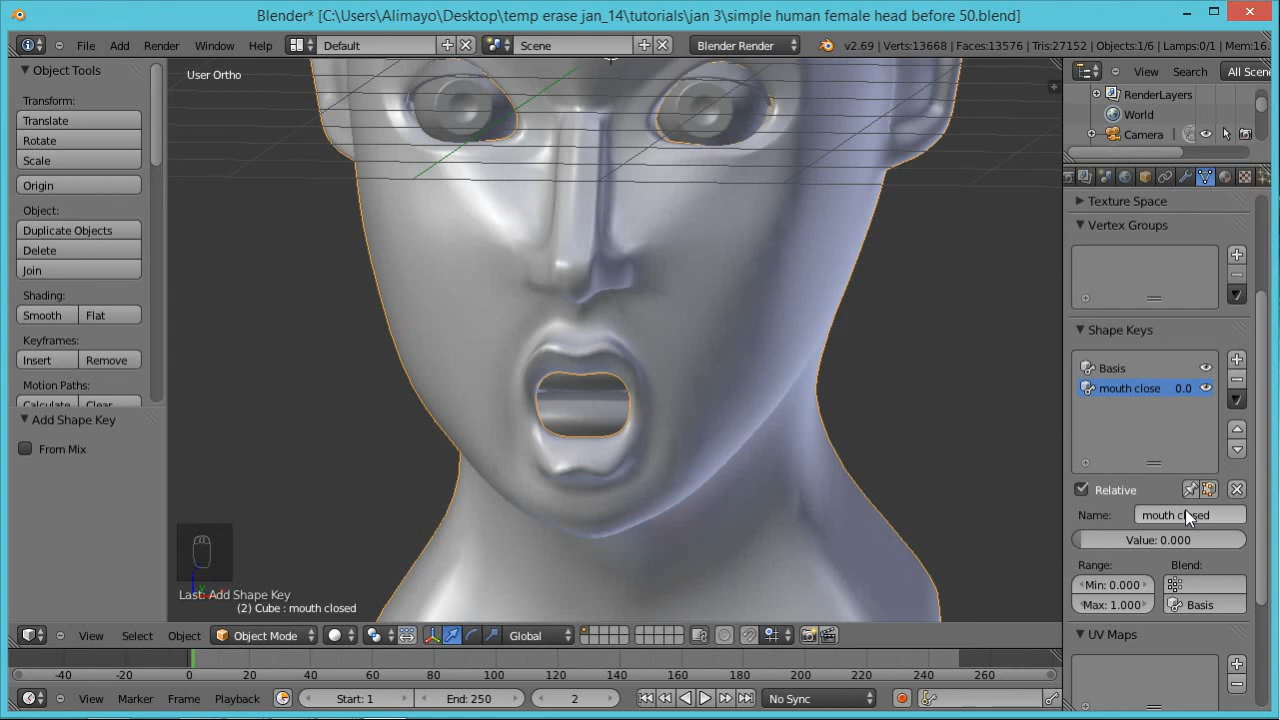 Blender* [C:\Users\Alimayo\Desktop\temp erase jan_14\tutorials\jan 3\simple human female head before 50.blend]
File Add Render Window Help Default Scene Blender Render v2.69 | Verts:13668 | Faces:13576 | Tris:27152 | Objects:1/6 | Lamps:0/1 | Mem:16.
Object Tools
Transform:
Translate
Rotate
Scale
Origin
Object:
Duplicate Objects
Delete
Join
Shading:
Smooth Flat
Keyframes:
Insert Remove
Motion Paths:
Calculate Clear
Add Shape Key
From Mix
User Ortho
Last: Add Shape Key
(2) Cube : mouth closed
View Select Object Object Mode Global
View Search All Scene
RenderLayers
World
Camera
Texture Space
Vertex Groups
Shape Keys
Basis
mouth close 0.0
Relative
Name: mouth closed
Value: 0.000
Range: Blend:
Min: 0.000
Max: 1.000 Basis
UV Maps
-40 -20 0 20 40 60 80 100 120 140 160 180 200 220 240 260
View Marker Frame Playback Start: 1 End: 250 2 No Sync